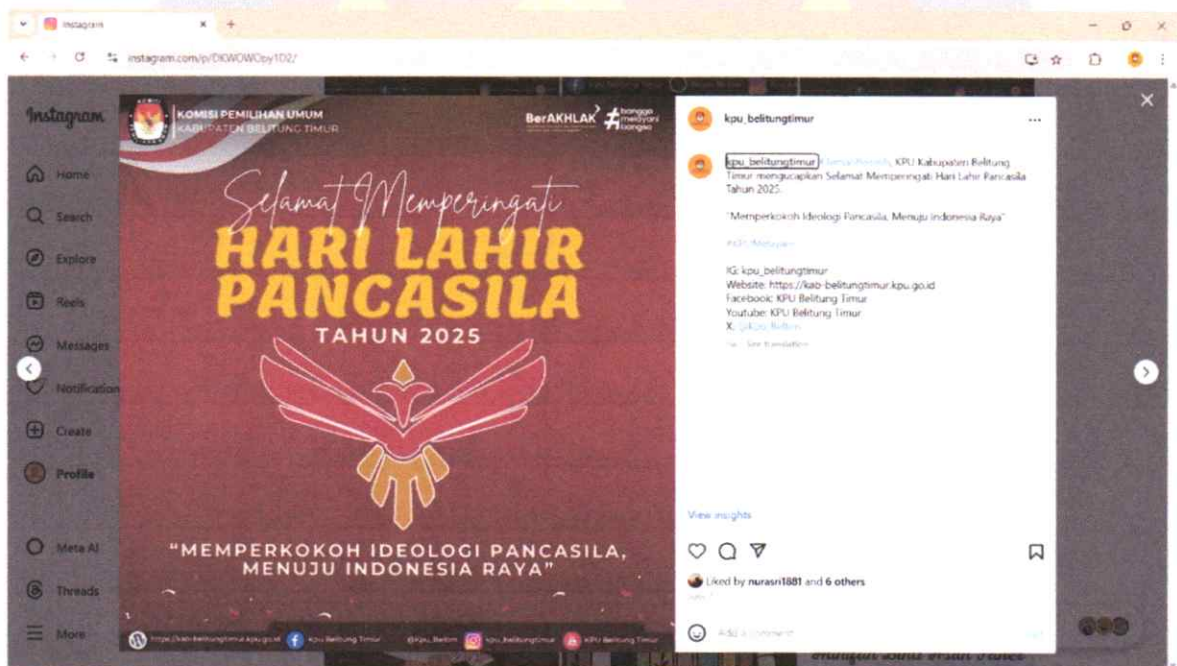 Instagram
instagram.com/p/DKWOWOpy1D2/
Instagram
Home
Search
Explore
Reels
Messages
Notification
Create
Profile
Meta AI
Threads
More
KOMISI PEMILIHAN UMUM
KABUPATEN BELITUNG TIMUR
BerAKHLAK
#bangga melayani bangsa
Selamat Memperingati
HARI LAHIR
PANCASILA
TAHUN 2025
"MEMPERKOKOH IDEOLOGI PANCASILA,
MENUJU INDONESIA RAYA"
https://kab-belitungtimur.kpu.go.id
KPU Belitung Timur
@Kpu_Beltim
kpu_belitungtimur
KPU Belitung Timur
kpu_belitungtimur
kpu_belitungtimur KPU Kabupaten Belitung
Timur mengucapkan Selamat Memperingati Hari Lahir Pancasila
Tahun 2025
"Memperkokoh Ideologi Pancasila, Menuju Indonesia Raya"
#KPUMelayani
IG: kpu_belitungtimur
Website: https://kab-belitungtimur.kpu.go.id
Facebook: KPU Belitung Timur
Youtube: KPU Belitung Timur
X: @Kpu_Beltim
See translation
View insights
Liked by nurasri1881 and 6 others
Add a comment